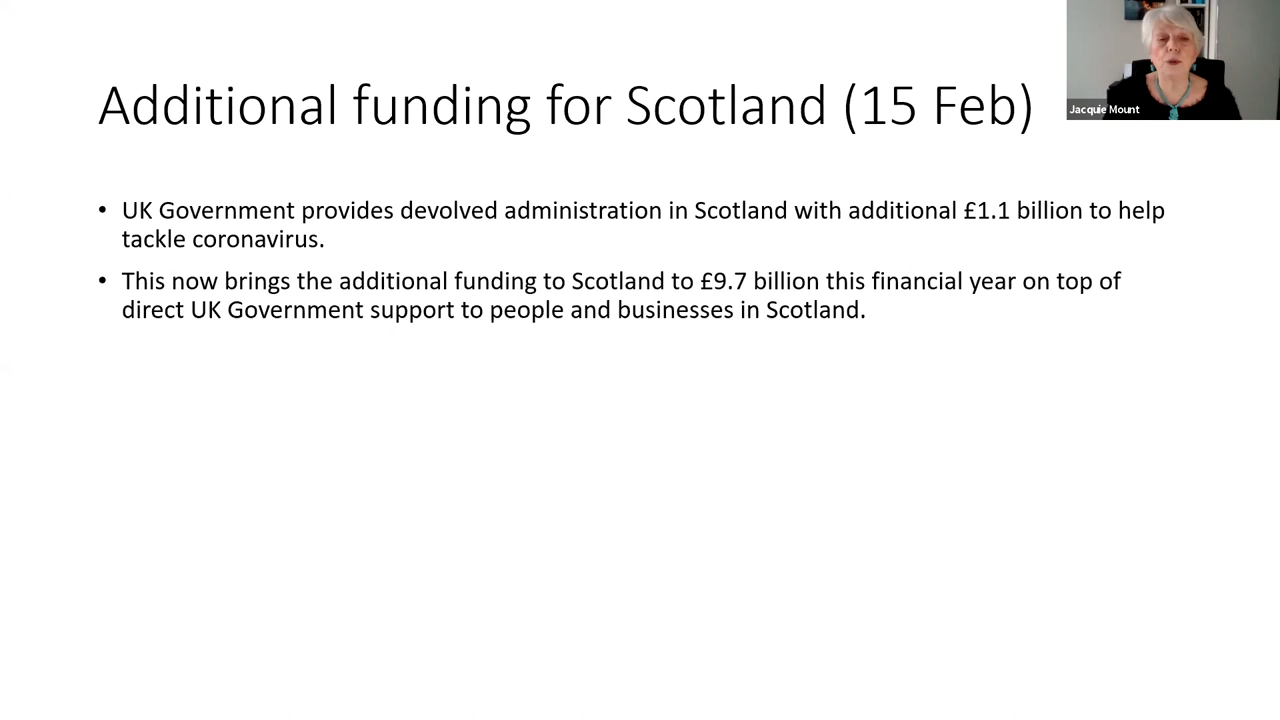 Additional funding for Scotland (15 Feb)
Jacquie Mount
• UK Government provides devolved administration in Scotland with additional £1.1 billion to help
tackle coronavirus.
• This now brings the additional funding to Scotland to £9.7 billion this financial year on top of
direct UK Government support to people and businesses in Scotland.